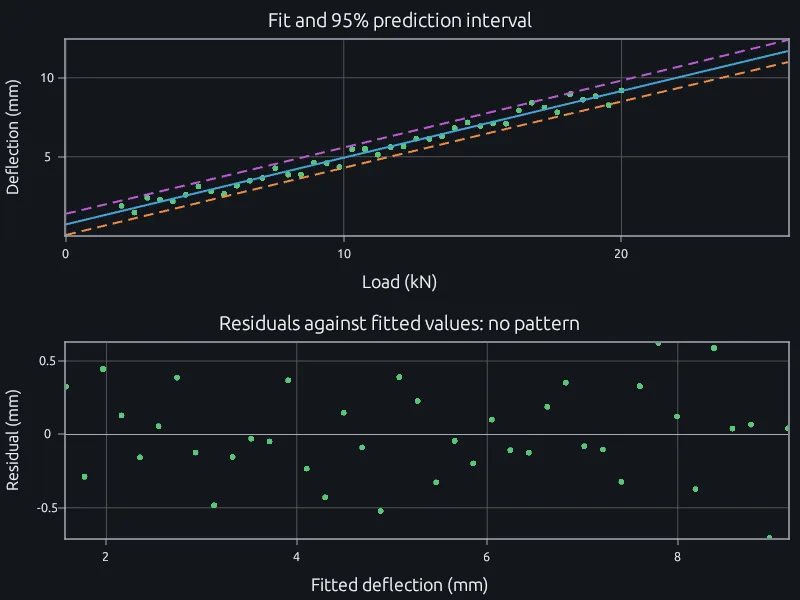 Fit and 95% prediction interval
10
5
Deflection (mm)
0
10
20
Load (kN)
Residuals against fitted values: no pattern
0.5
0
-0.5
Residual (mm)
2
4
6
8
Fitted deflection (mm)